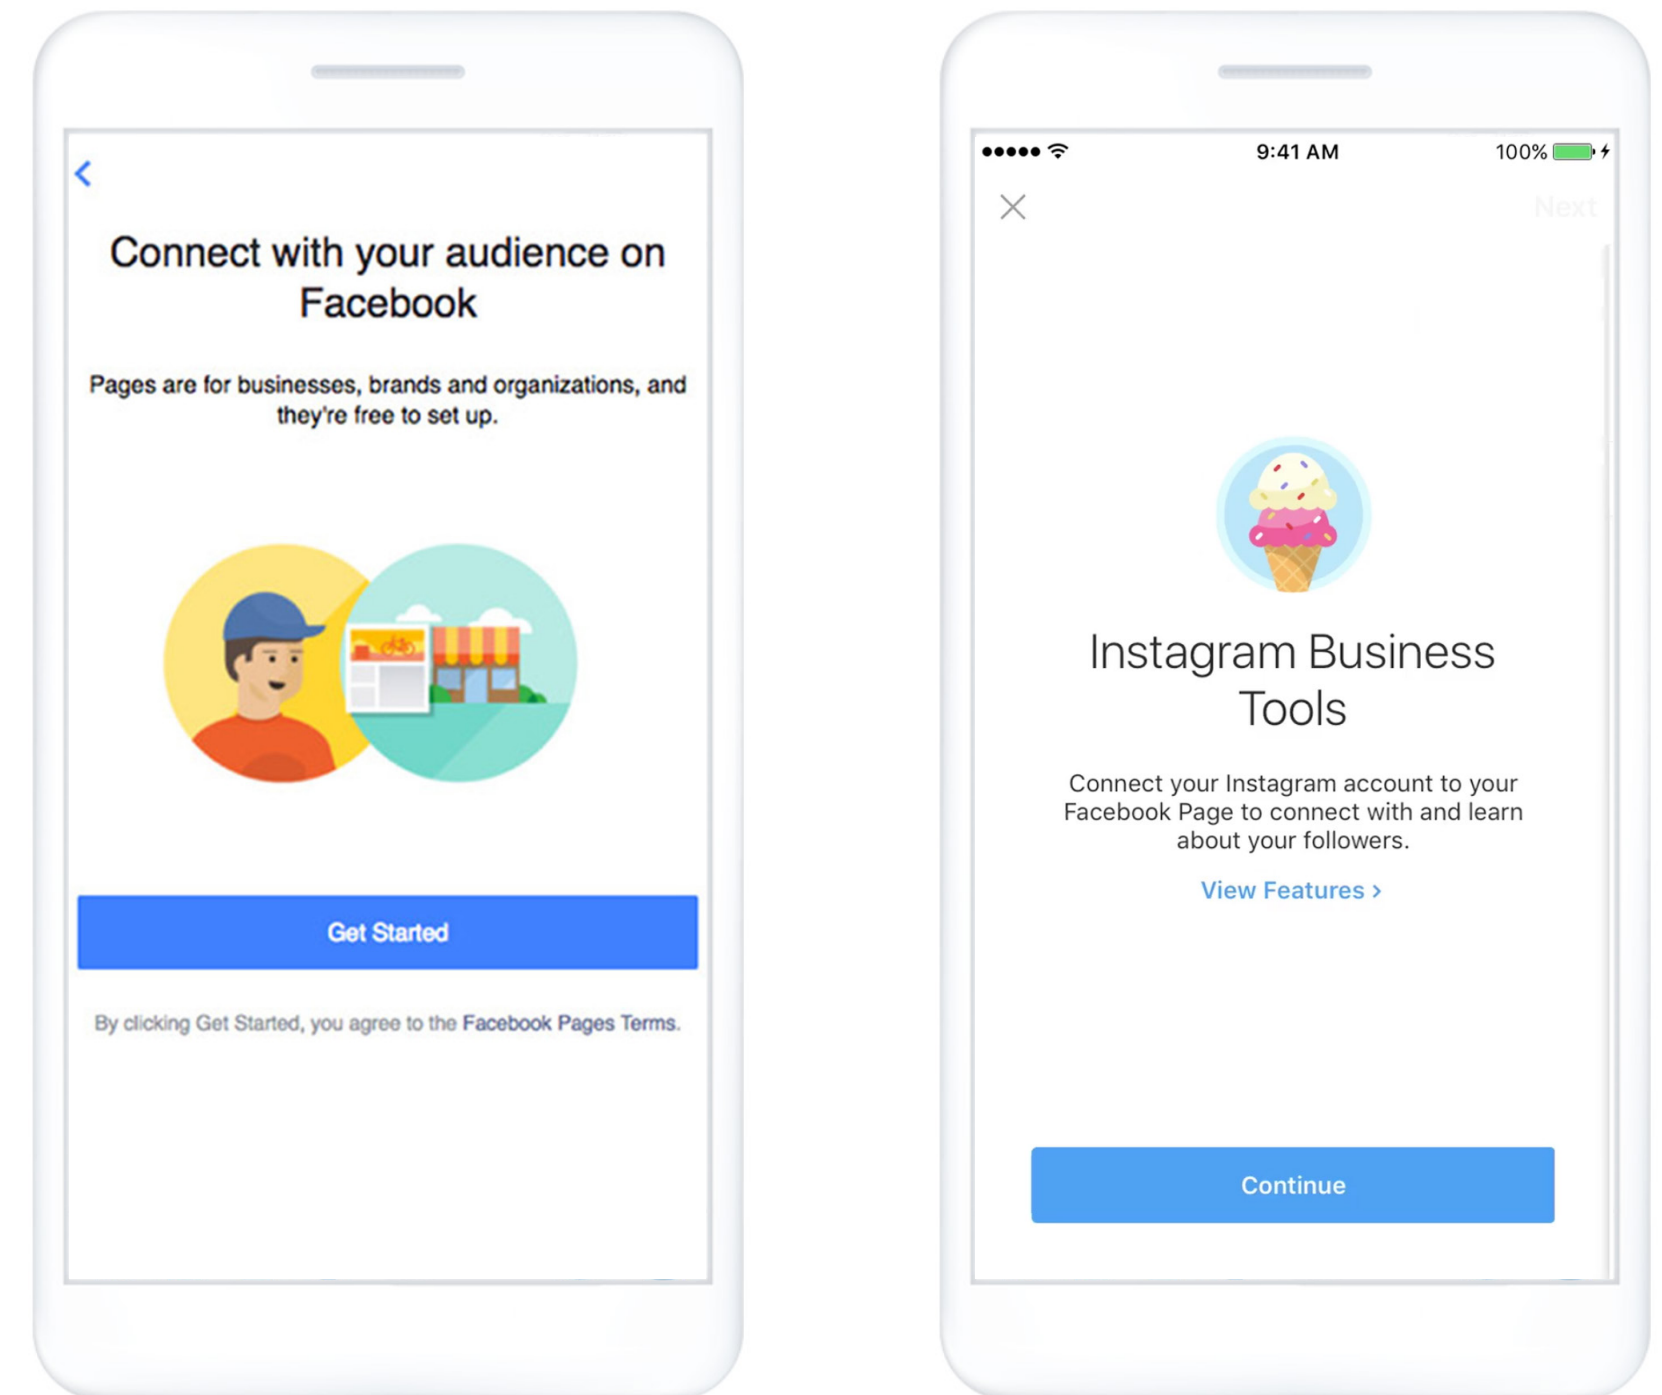 Connect with your audience on
Facebook
Pages are for businesses, brands and organizations, and
they're free to set up.
Get Started
By clicking Get Started, you agree to the Facebook Pages Terms.
9:41 AM
100%
Next
Instagram Business
Tools
Connect your Instagram account to your
Facebook Page to connect with and learn
about your followers.
View Features >
Continue